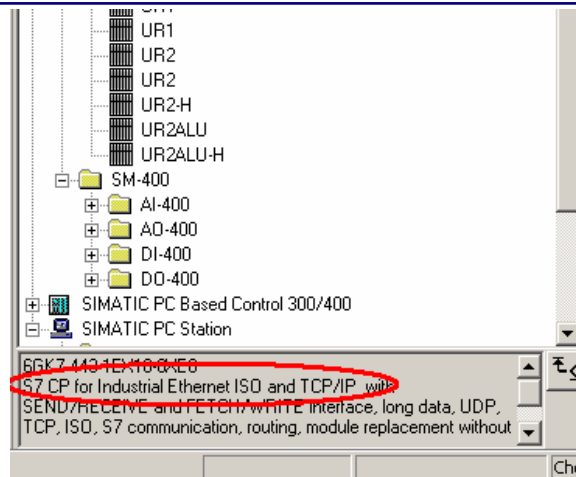 UR1
UR2
UR2
UR2-H
UR2ALU
UR2ALU-H
SM-400
AI-400
AO-400
DI-400
DO-400
SIMATIC PC Based Control 300/400
SIMATIC PC Station
S7 CP for Industrial Ethernet ISO and TCP/IP with
SEND/RECEIVE and FETCH/WRITE interface, long data, UDP,
TCP, ISO, S7 communication, routing, module replacement without